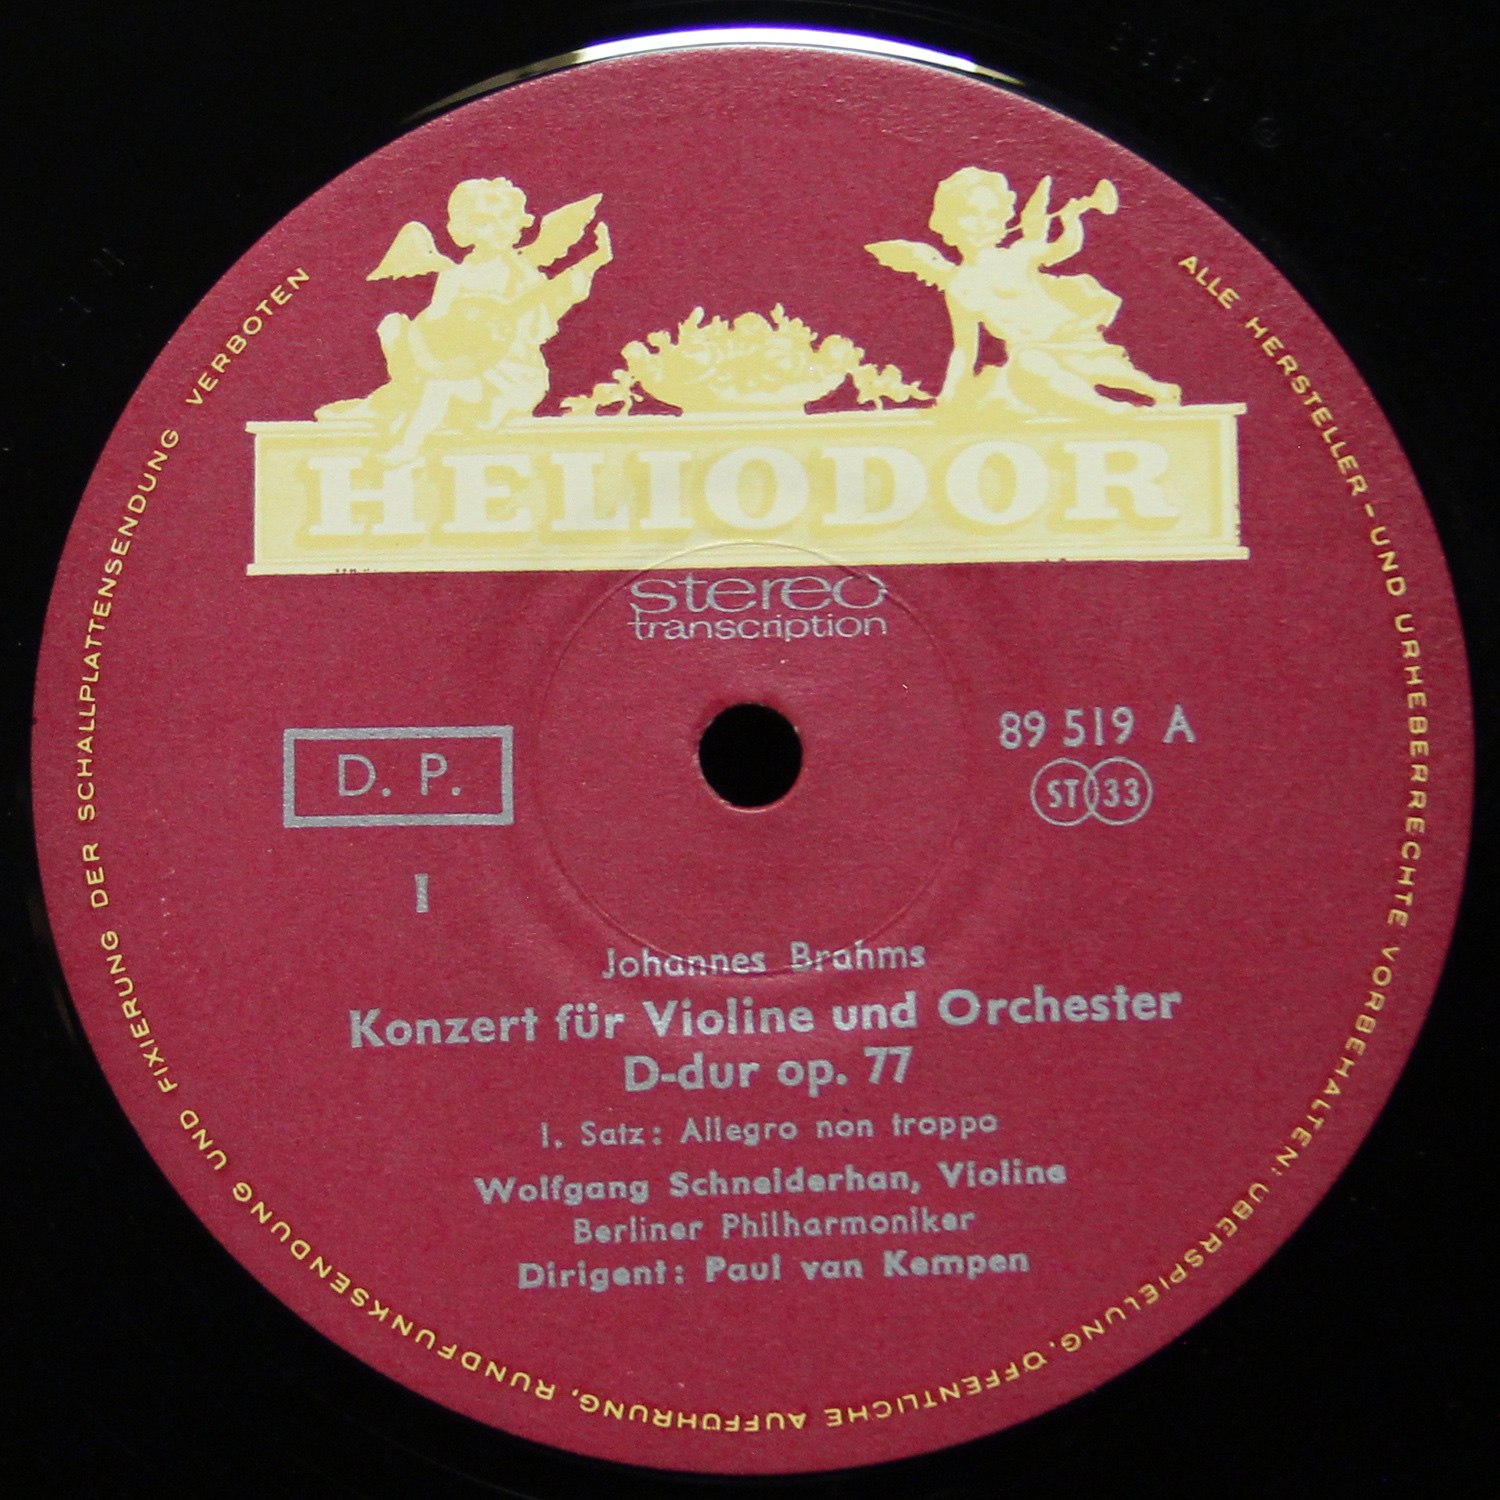 HELIODOR
stereo
transcription
D. P.
89 519 A
ST 33
I
Johannes Brahms
Konzert für Violine und Orchester
D-dur op. 77
1. Satz: Allegro non troppo
Wolfgang Schneiderhan, Violine
Berliner Philharmoniker
Dirigent: Paul van Kempen
ALLE HERSTELLER- UND URHEBERRECHTE VORBEHALTEN: ÜBERSPIELUNG, ÖFFENTLICHE AUFFÜHRUNG, RUNDFUNKSENDUNG UND FIXIERUNG DER SCHALLPLATTENSENDUNG VERBOTEN